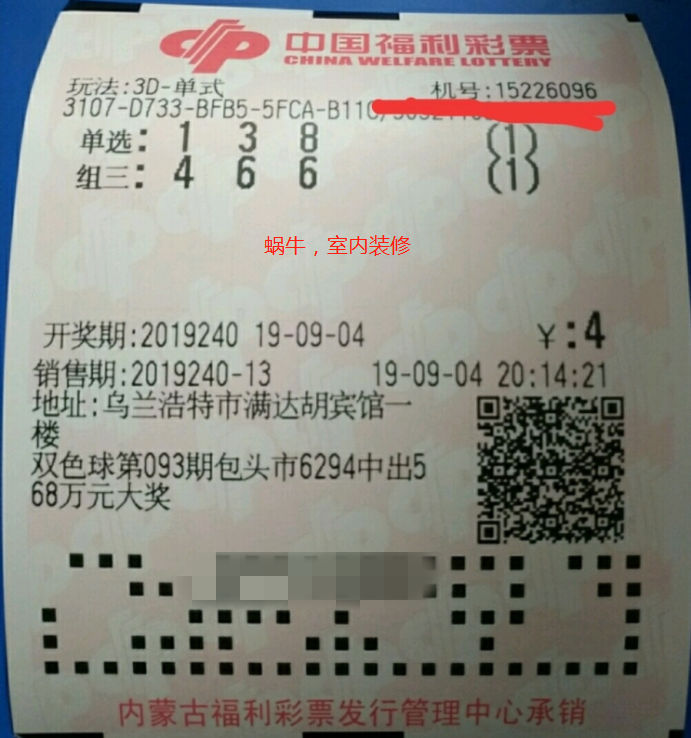 中国福利彩票
CHINA WELFARE LOTTERY
玩法:3D-单式 机号:15226096
3107-D733-BFB5-5FCA-B110/
单选: 1 3 8 (1)
组三: 4 6 6 (1)
蜗牛，室内装修
开奖期:2019240 19-09-04 ¥:4
销售期:2019240-13 19-09-04 20:14:21
地址:乌兰浩特市满达胡宾馆一
楼
双色球第093期包头市6294中出5
68万元大奖
内蒙古福利彩票发行管理中心承销